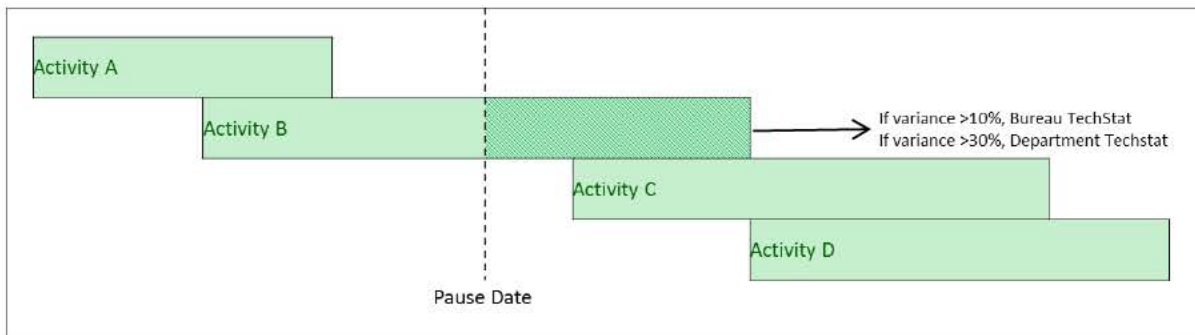 Activity A
Activity B
If variance >10%, Bureau TechStat
If variance >30%, Department Techstat
Activity C
Activity D
Pause Date